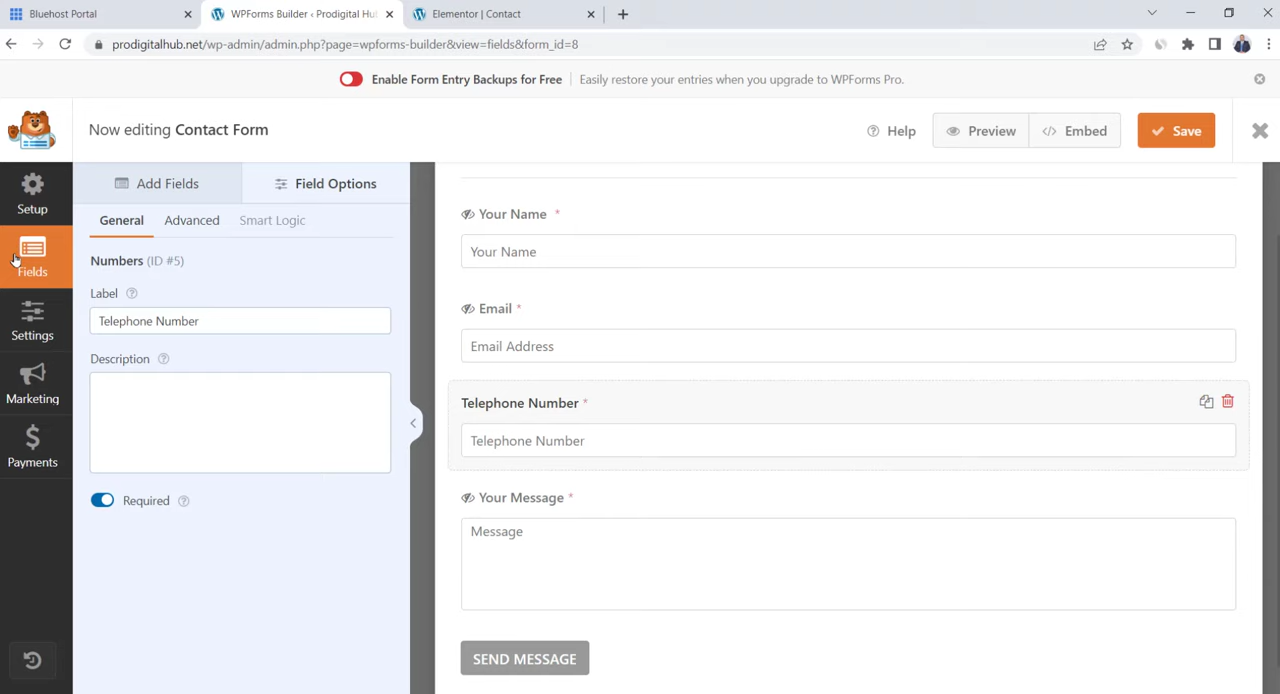 Bluehost Portal
WPForms Builder ‹ Prodigital Hu
Elementor | Contact
prodigitalhub.net/wp-admin/admin.php?page=wpforms-builder&view=fields&form_id=8
Enable Form Entry Backups for Free
Easily restore your entries when you upgrade to WPForms Pro.
Now editing Contact Form
Help
Preview
Embed
Save
Setup
Fields
Settings
Marketing
Payments
Add Fields
Field Options
General
Advanced
Smart Logic
Numbers (ID #5)
Label
Telephone Number
Description
Required
Your Name *
Your Name
Email *
Email Address
Telephone Number *
Telephone Number
Your Message *
Message
SEND MESSAGE